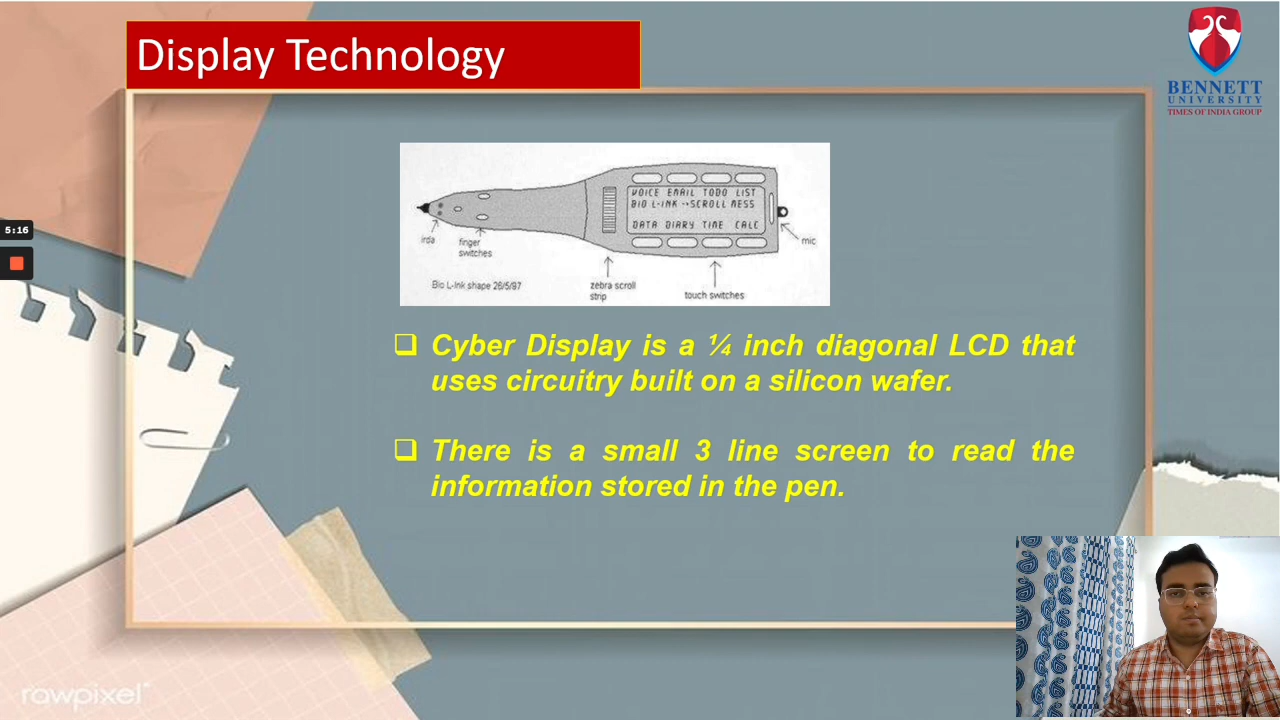 Display Technology
BENNETT
UNIVERSITY
TIMES OF INDIA GROUP
5:16
VOICE EMAIL TODO LIST
BIO L-INK -SCROLL MESS
DATA DIARY TIME CALC
irda
finger
switches
mic
Bio L-Ink shape 26/5/97
zebra scroll
strip
touch switches
Cyber Display is a ¼ inch diagonal LCD that
uses circuitry built on a silicon wafer.
There is a small 3 line screen to read the
information stored in the pen.
rawpixel